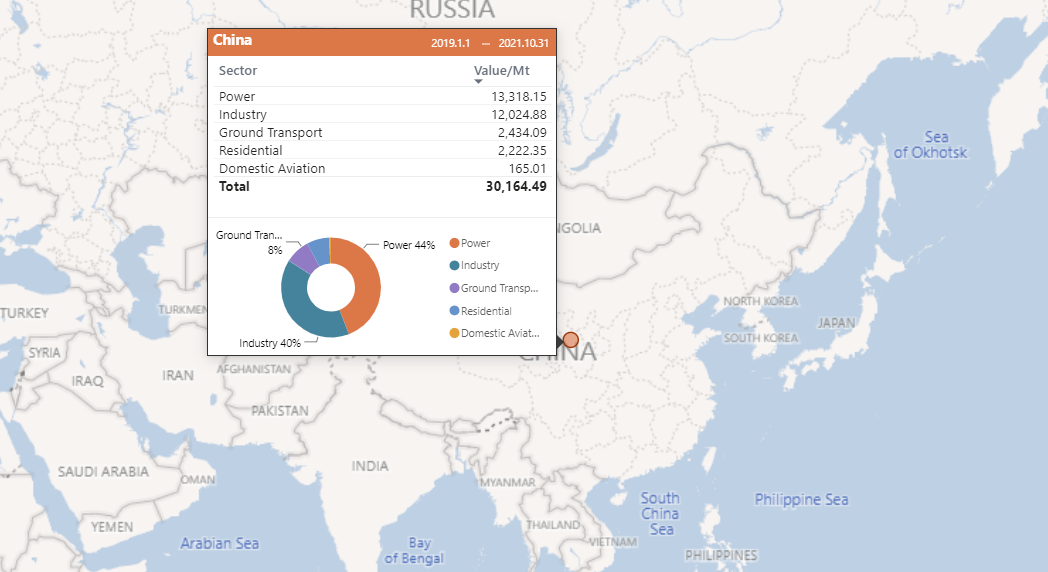 RUSSIA
China 2019.1.1 — 2021.10.31
Sector Value/Mt
Power 13,318.15
Industry 12,024.88
Ground Transport 2,434.09
Residential 2,222.35
Domestic Aviation 165.01
Total 30,164.49
Ground Tran...
8%
Power 44%
Industry 40%
Power
Industry
Ground Transp...
Residential
Domestic Aviat...
Sea
of Okhotsk
NGOLIA
NORTH KOREA
SOUTH KOREA
JAPAN
CHINA
TURKEY
TURKMEN
SYRIA
IRAQ
IRAN
AFGHANISTAN
PAKISTAN
SAUDI ARABIA
OMAN
YEMEN
INDIA
MYANMAR
THAILAND
VIETNAM
South
China
Sea
Philippine Sea
PHILIPPINES
Arabian Sea
Bay
of Bengal